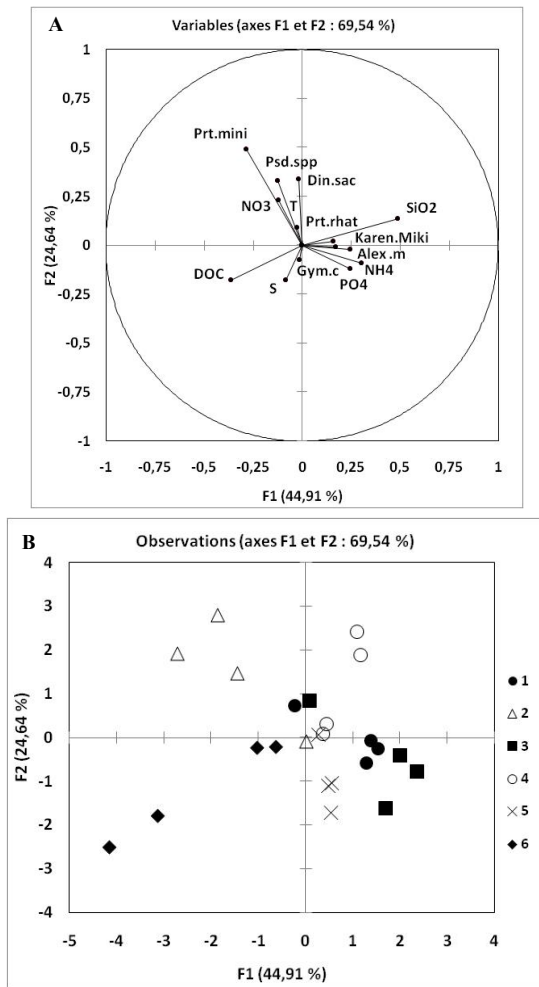 A
Variables (axes F1 et F2 : 69,54 %)
1
0,75
0,5
0,25
0
-0,25
-0,5
-0,75
-1
F2 (24,64 %)
Prt.mini
Psd.spp
Din.sac
NO3
T
Prt.rhat
SiO2
Karen.Miki
Alex.m
NH4
PO4
Gym.c
S
DOC
-1 -0,75 -0,5 -0,25 0 0,25 0,5 0,75 1
F1 (44,91 %)
B
Observations (axes F1 et F2 : 69,54 %)
4
3
2
1
0
-1
-2
-3
-4
F2 (24,64 %)
-5 -4 -3 -2 -1 0 1 2 3 4
F1 (44,91 %)
1
2
3
4
5
6